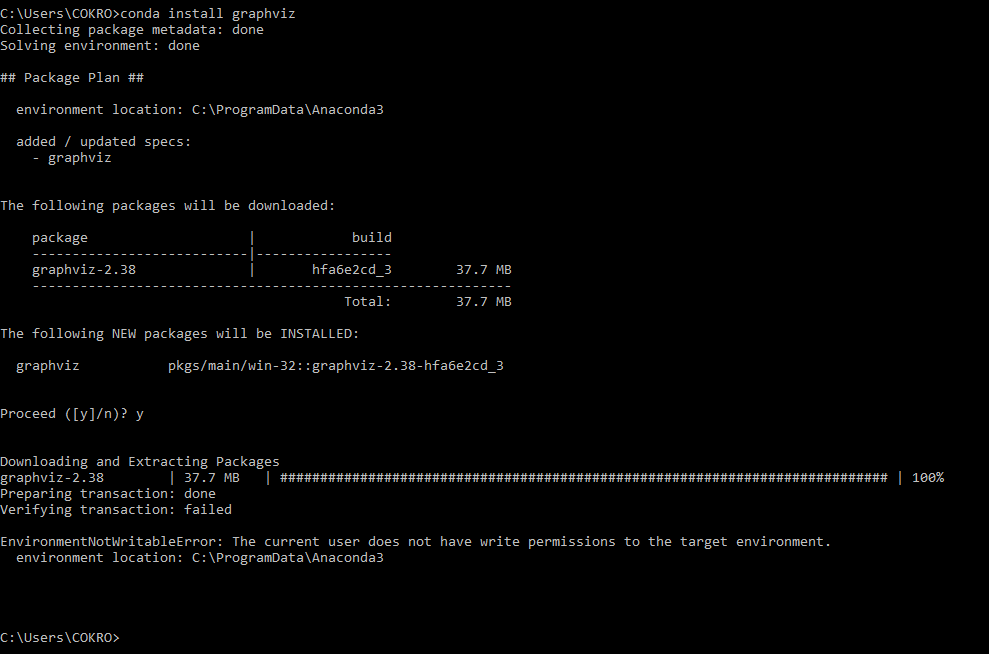 C:\Users\COKRO>conda install graphviz
Collecting package metadata: done
Solving environment: done
## Package Plan ##
  environment location: C:\ProgramData\Anaconda3
  added / updated specs:
    - graphviz
The following packages will be downloaded:
    package                    |            build
    ---------------------------|-----------------
    graphviz-2.38              |       hfa6e2cd_3        37.7 MB
    ------------------------------------------------------------
                                           Total:        37.7 MB
The following NEW packages will be INSTALLED:
  graphviz           pkgs/main/win-32::graphviz-2.38-hfa6e2cd_3
Proceed ([y]/n)? y
Downloading and Extracting Packages
graphviz-2.38        | 37.7 MB   | ############################################################################ | 100%
Preparing transaction: done
Verifying transaction: failed
EnvironmentNotWritableError: The current user does not have write permissions to the target environment.
  environment location: C:\ProgramData\Anaconda3
C:\Users\COKRO>